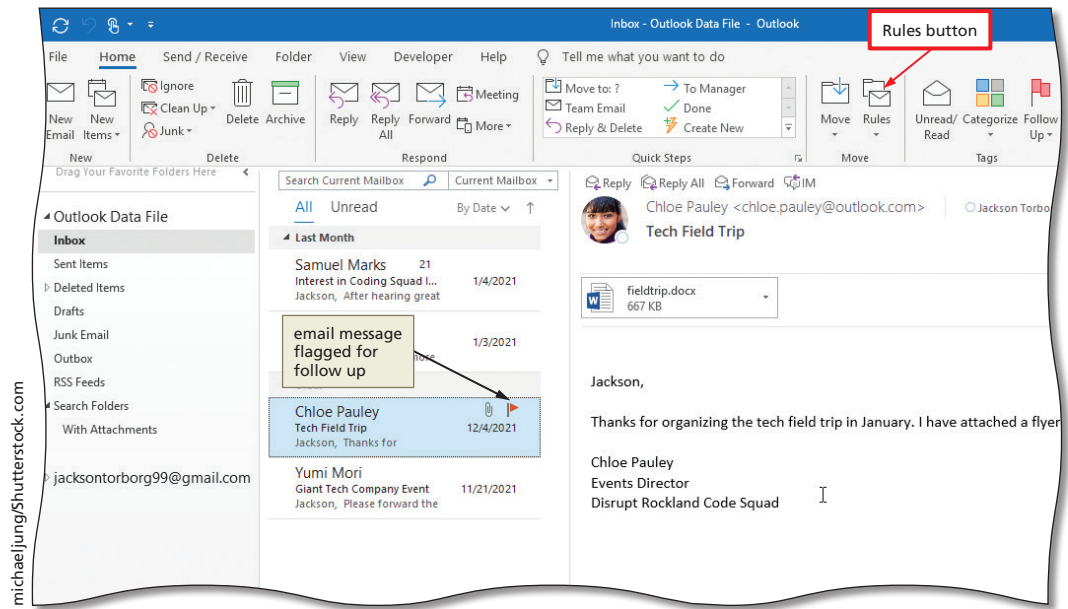 Inbox - Outlook Data File - Outlook
Rules button
File Home Send / Receive Folder View Developer Help Tell me what you want to do
New Email
New Items
Ignore
Clean Up
Junk
Delete
Archive
Reply
Reply All
Forward
Meeting
More
Move to: ?
Team Email
Reply & Delete
To Manager
Done
Create New
Move
Rules
Unread/ Read
Categorize
Follow Up
New Delete Respond Quick Steps Move Tags
Drag Your Favorite Folders Here
Outlook Data File
Inbox
Sent Items
Deleted Items
Drafts
Junk Email
Outbox
RSS Feeds
Search Folders
With Attachments
jacksontorborg99@gmail.com
Search Current Mailbox Current Mailbox
All Unread By Date
Last Month
Samuel Marks 21
Interest in Coding Squad I... 1/4/2021
Jackson, After hearing great
1/3/2021
email message
flagged for
follow up
Chloe Pauley
Tech Field Trip 12/4/2021
Jackson, Thanks for
Yumi Mori
Giant Tech Company Event 11/21/2021
Jackson, Please forward the
Reply Reply All Forward IM
Chloe Pauley <chloe.pauley@outlook.com> Jackson Torbo
Tech Field Trip
fieldtrip.docx
667 KB
Jackson,
Thanks for organizing the tech field trip in January. I have attached a flyer
Chloe Pauley
Events Director
Disrupt Rockland Code Squad
michaeljung/Shutterstock.com